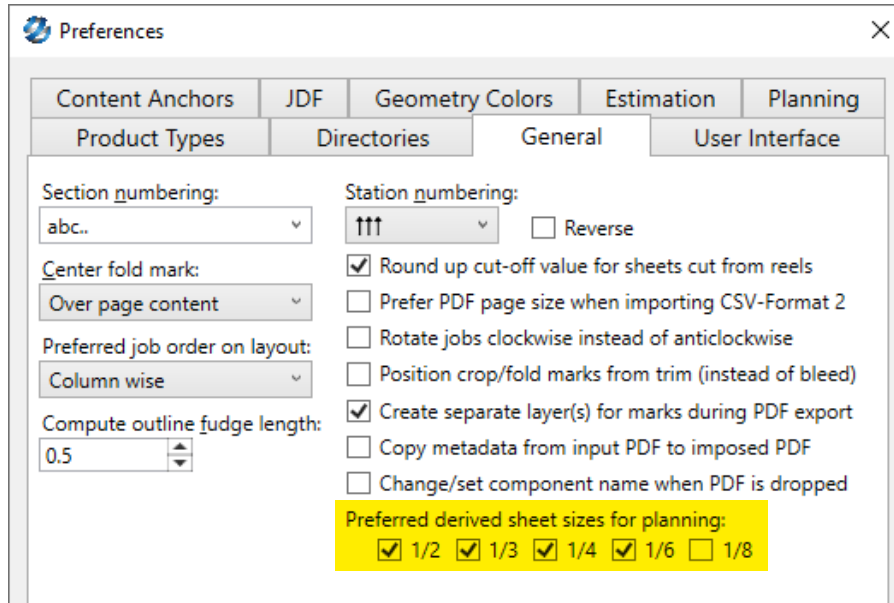 Preferences
Content Anchors JDF Geometry Colors Estimation Planning
Product Types Directories General User Interface
Section numbering:
abc..
Center fold mark:
Over page content
Preferred job order on layout:
Column wise
Compute outline fudge length:
0.5
Station numbering:
↑↑↑ Reverse
Round up cut-off value for sheets cut from reels
Prefer PDF page size when importing CSV-Format 2
Rotate jobs clockwise instead of anticlockwise
Position crop/fold marks from trim (instead of bleed)
Create separate layer(s) for marks during PDF export
Copy metadata from input PDF to imposed PDF
Change/set component name when PDF is dropped
Preferred derived sheet sizes for planning:
1/2 1/3 1/4 1/6 1/8